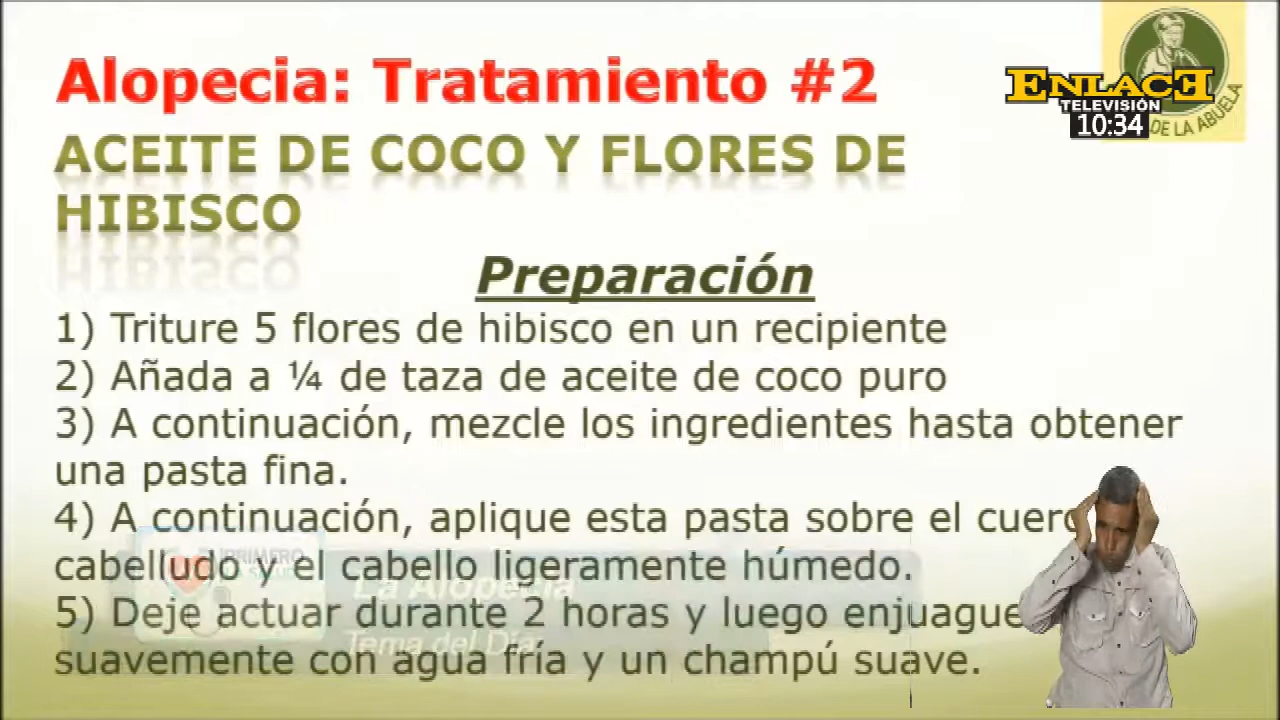 Alopecia: Tratamiento #2
ENLACE
TELEVISIÓN
10:34
DE LA ABUELA
ACEITE DE COCO Y FLORES DE
HIBISCO
Preparación
1) Triture 5 flores de hibisco en un recipiente
2) Añada a ¼ de taza de aceite de coco puro
3) A continuación, mezcle los ingredientes hasta obtener
una pasta fina.
4) A continuación, aplique esta pasta sobre el cuero
cabelludo y el cabello ligeramente húmedo.
5) Deje actuar durante 2 horas y luego enjuague
suavemente con agua fría y un champú suave.
PRIMERO
LA SALUD
La Alopecia
Tema del Día